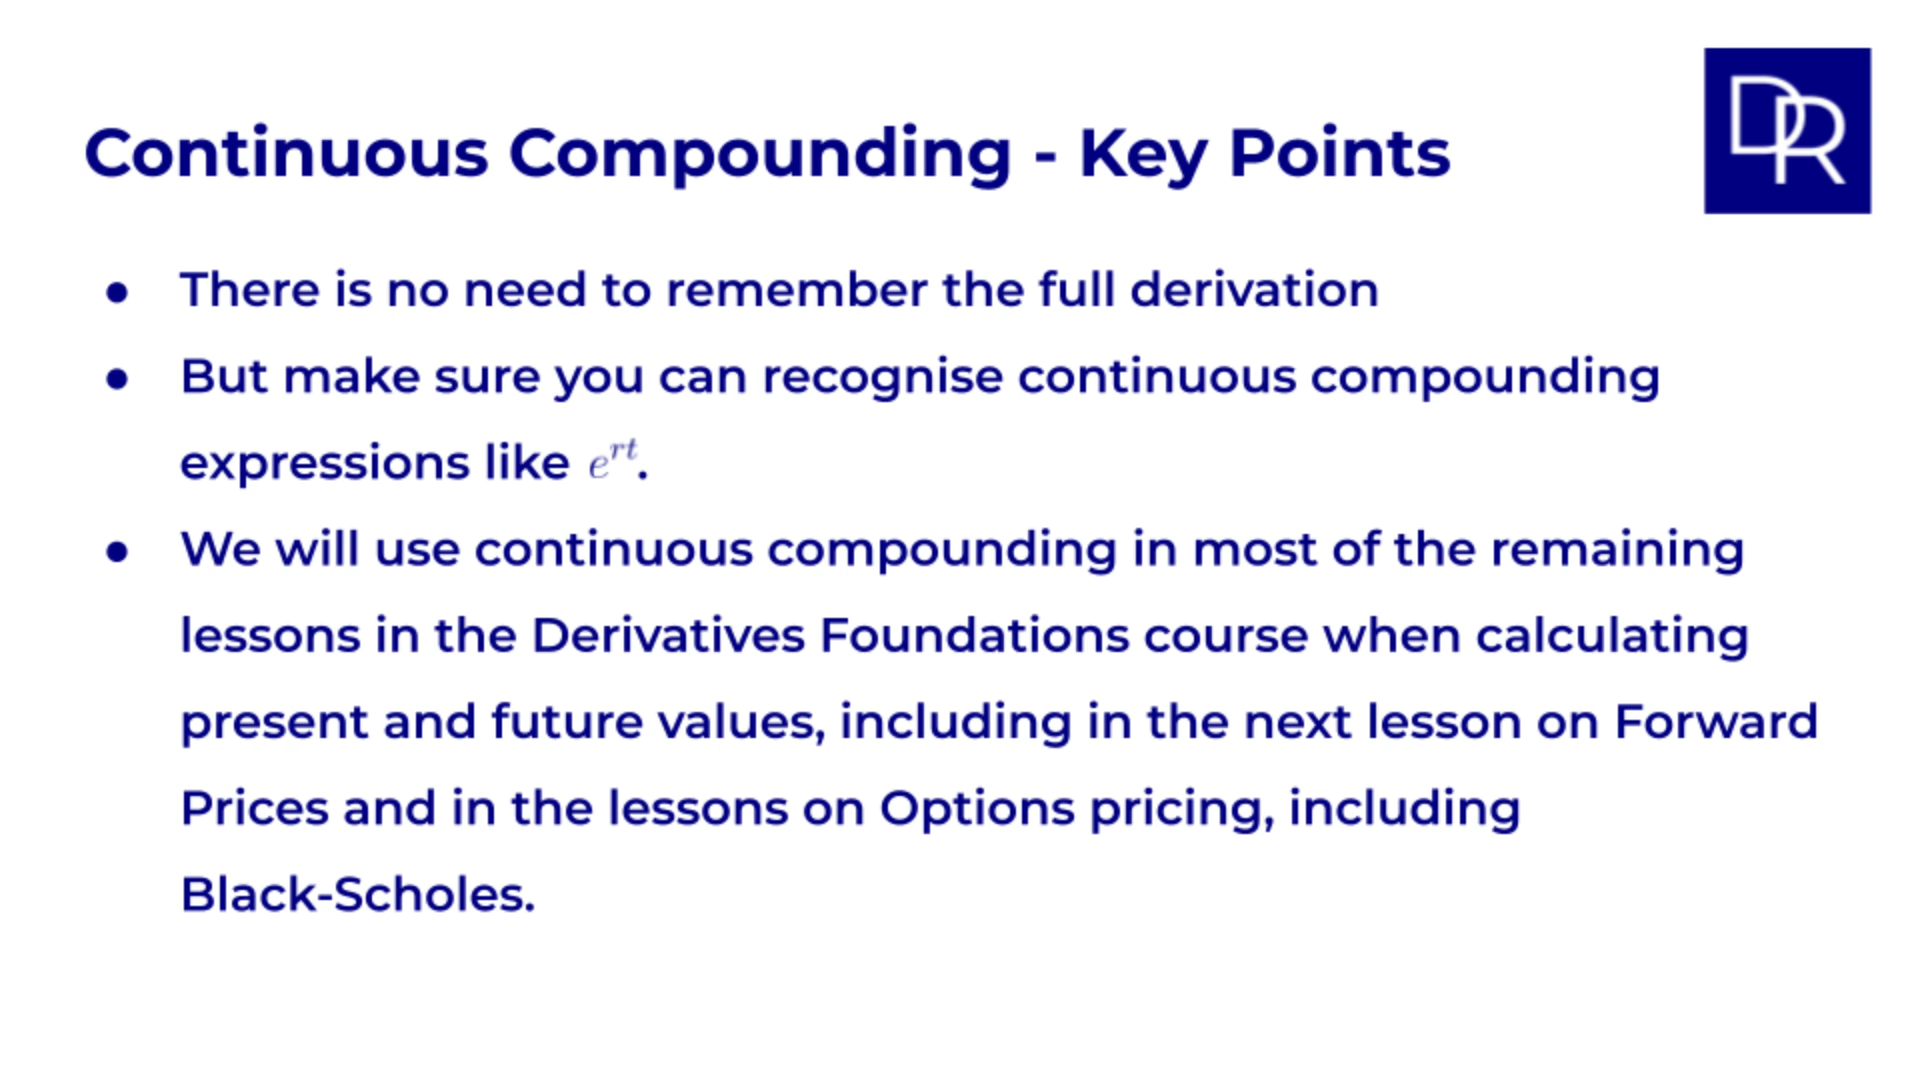 DR
Continuous Compounding - Key Points
● There is no need to remember the full derivation
● But make sure you can recognise continuous compounding
expressions like e^{rt}.
● We will use continuous compounding in most of the remaining
lessons in the Derivatives Foundations course when calculating
present and future values, including in the next lesson on Forward
Prices and in the lessons on Options pricing, including
Black-Scholes.